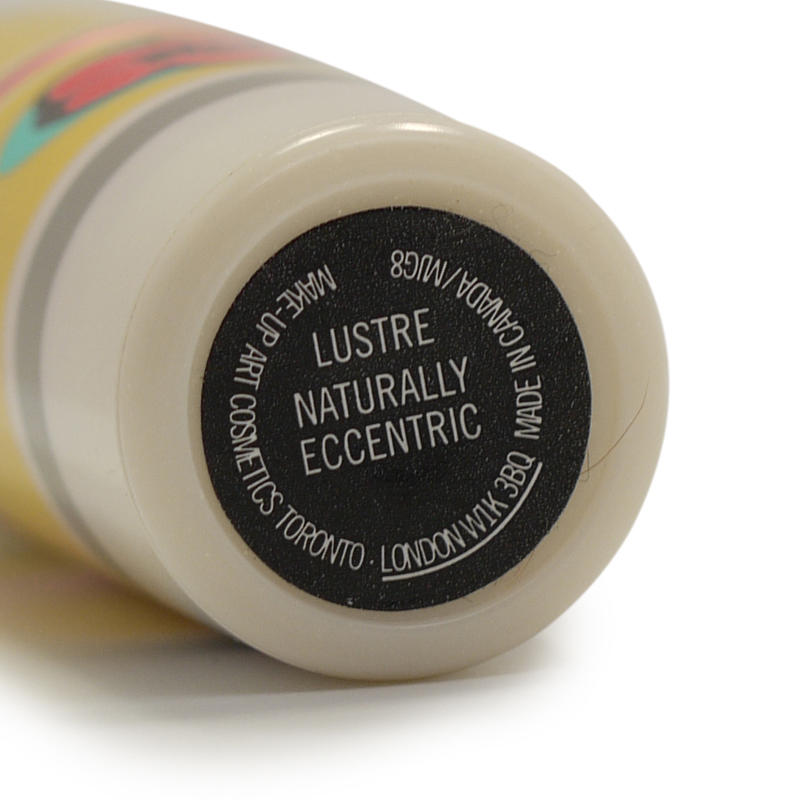 LUSTRE
NATURALLY
ECCENTRIC
MAKE-UP ART COSMETICS TORONTO · LONDON W1K 3BQ MADE IN CANADA/MJG8